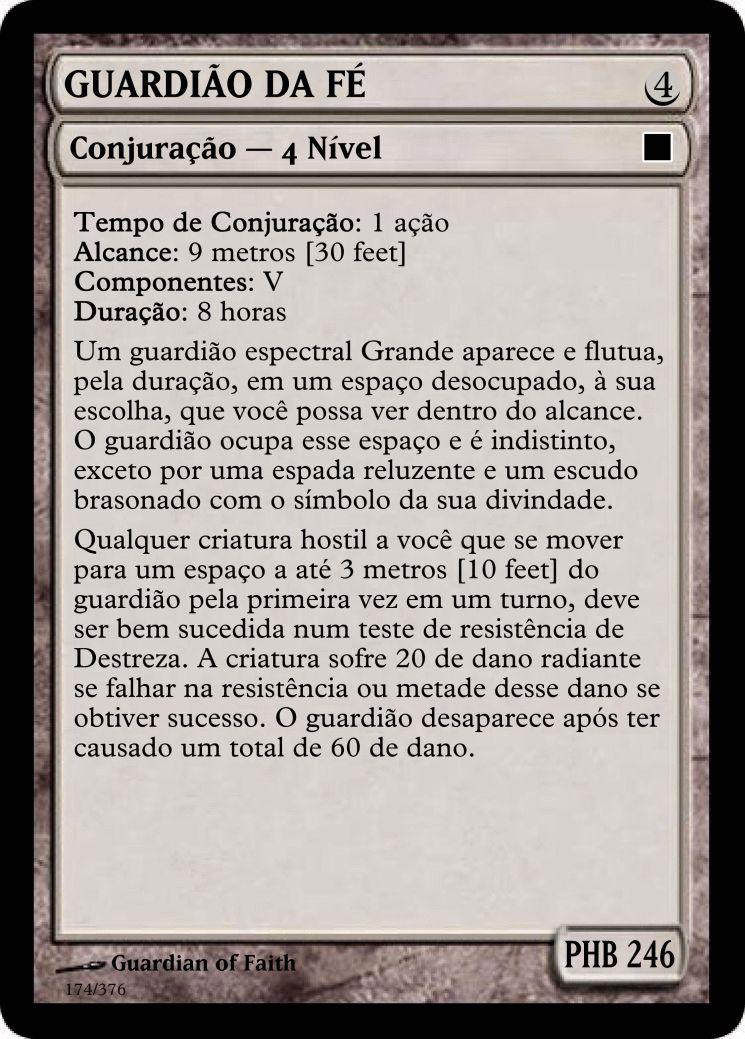 GUARDIÃO DA FÉ 4
Conjuração — 4 Nível
Tempo de Conjuração: 1 ação
Alcance: 9 metros [30 feet]
Componentes: V
Duração: 8 horas
Um guardião espectral Grande aparece e flutua,
pela duração, em um espaço desocupado, à sua
escolha, que você possa ver dentro do alcance.
O guardião ocupa esse espaço e é indistinto,
exceto por uma espada reluzente e um escudo
brasonado com o símbolo da sua divindade.
Qualquer criatura hostil a você que se mover
para um espaço a até 3 metros [10 feet] do
guardião pela primeira vez em um turno, deve
ser bem sucedida num teste de resistência de
Destreza. A criatura sofre 20 de dano radiante
se falhar na resistência ou metade desse dano se
obtiver sucesso. O guardião desaparece após ter
causado um total de 60 de dano.
PHB 246
Guardian of Faith
174/376